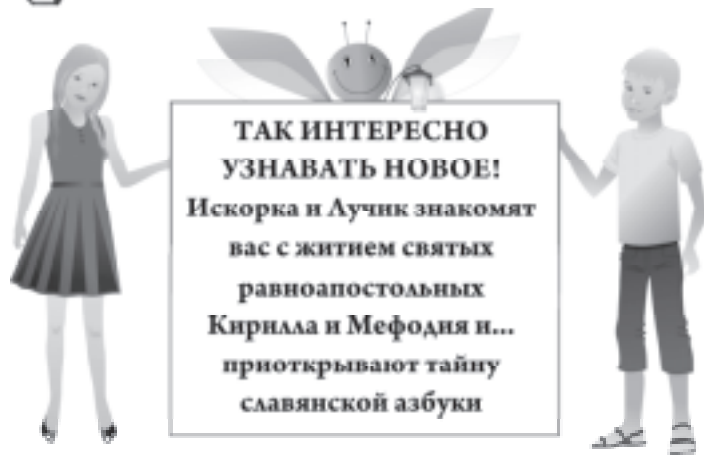 ТАК ИНТЕРЕСНО
УЗНАВАТЬ НОВОЕ!
Искорка и Лучик знакомят
вас с житием святых
равноапостольных
Кирилла и Мефодия и...
приоткрывают тайну
славянской азбуки